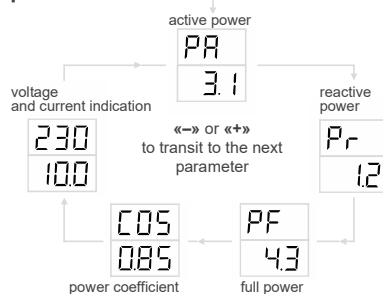 active power
PA
3.1
voltage
and current indication
230
10.0
«–» or «+»
to transit to the next
parameter
reactive
power
Pr
1.2
COS
0.85
power coefficient
PF
4.3
full power